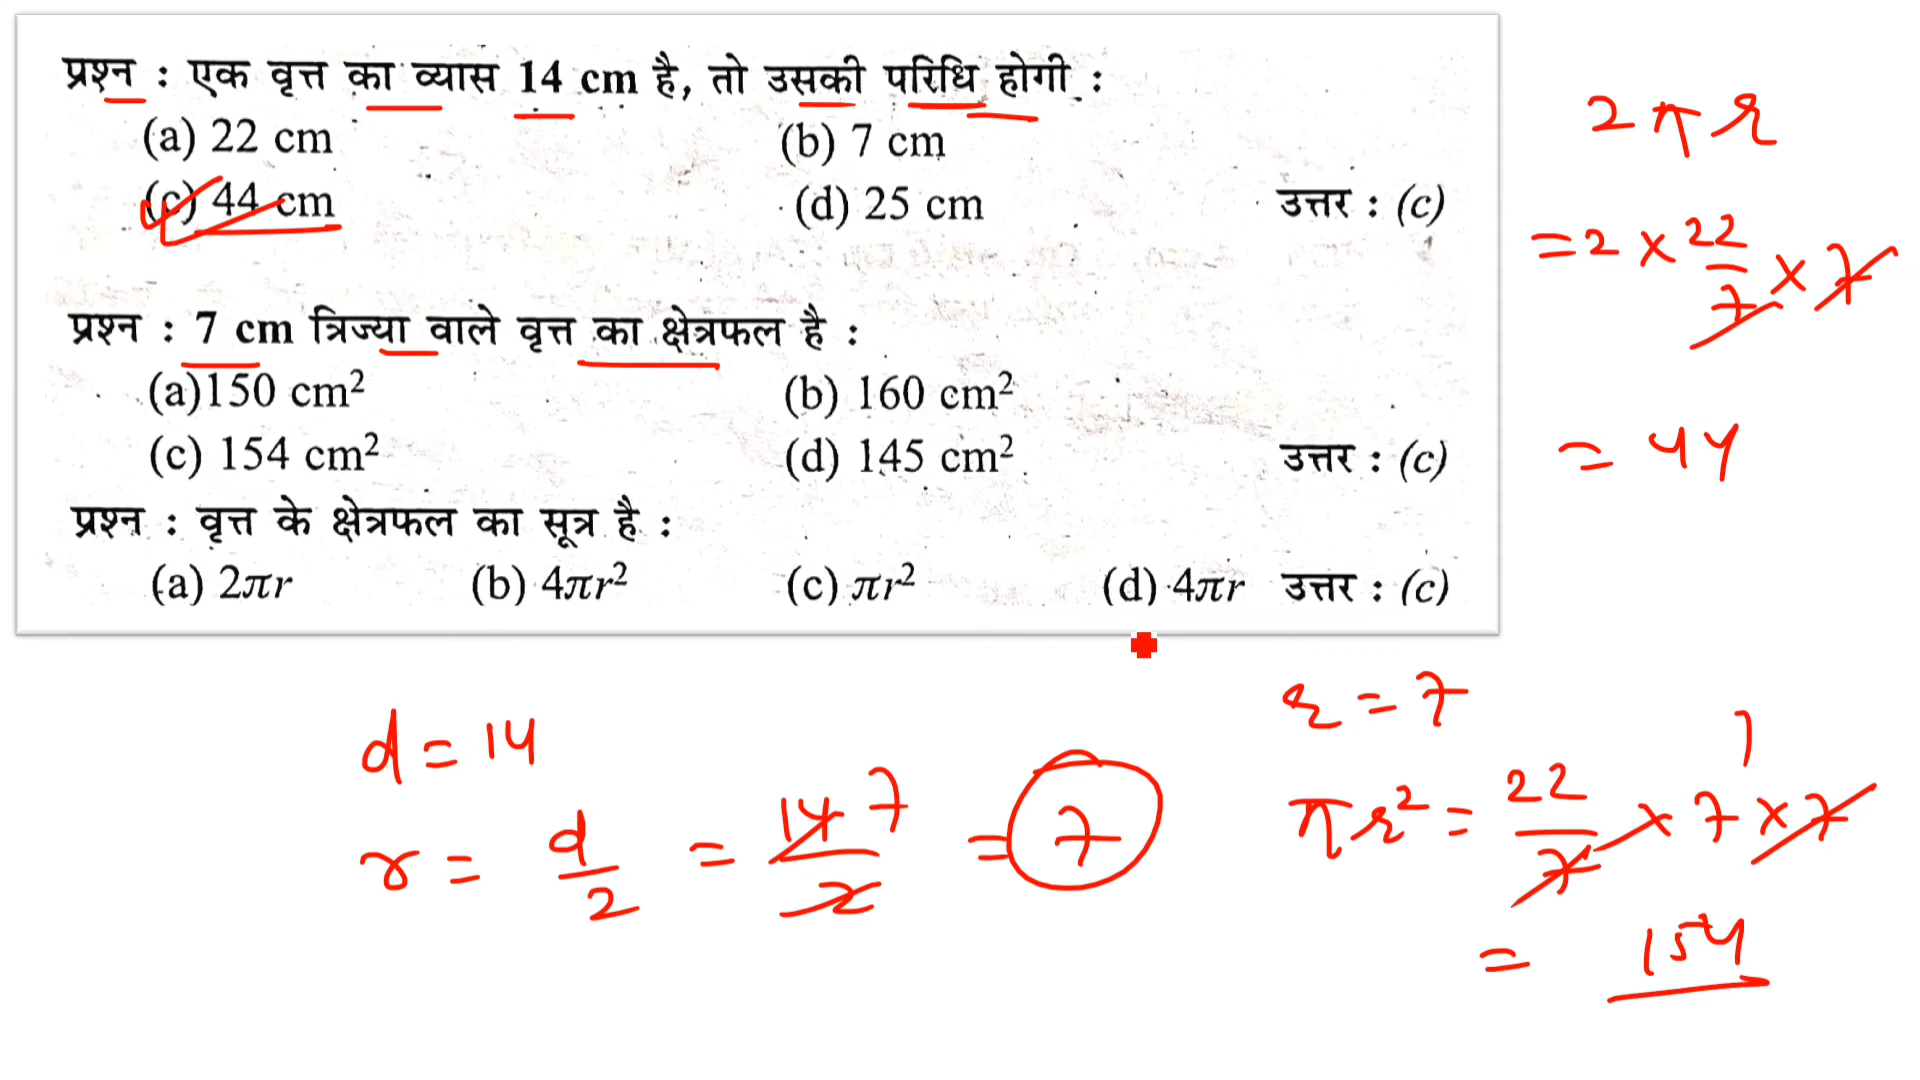 प्रश्न : एक वृत्त का व्यास 14 cm है, तो उसकी परिधि होगी :
(a) 22 cm (b) 7 cm
(c) 44 cm (d) 25 cm उत्तर : (c)
प्रश्न : 7 cm त्रिज्या वाले वृत्त का क्षेत्रफल है :
(a) 150 cm² (b) 160 cm²
(c) 154 cm² (d) 145 cm² उत्तर : (c)
प्रश्न : वृत्त के क्षेत्रफल का सूत्र है :
(a) 2πr (b) 4πr² (c) πr² (d) 4πr उत्तर : (c)
2πr
= 2 × 22/7 × 7
= 44
d = 14
r = d/2 = 14/2 7 = 7
r = 7
πr² = 22/7 × 7 × 7 1
= 154